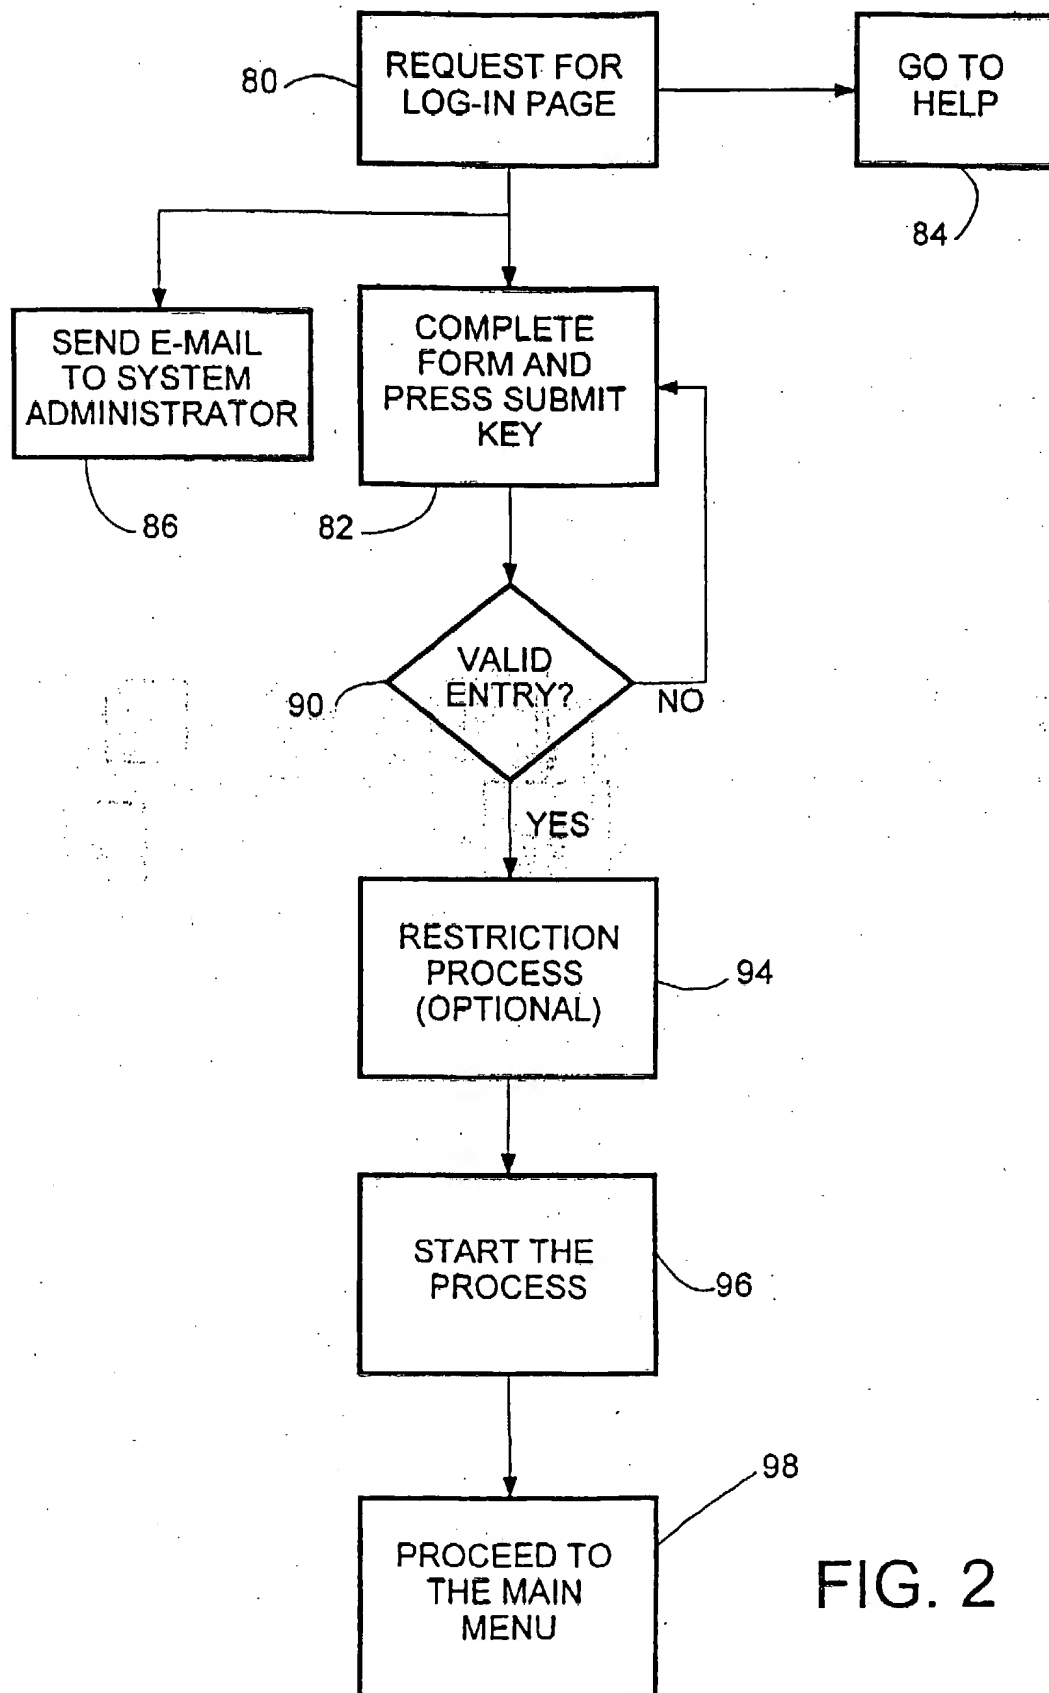 REQUEST FOR
LOG-IN PAGE
80
GO TO
HELP
84
SEND E-MAIL
TO SYSTEM
ADMINISTRATOR
86
COMPLETE
FORM AND
PRESS SUBMIT
KEY
82
VALID
ENTRY?
90
NO
YES
RESTRICTION
PROCESS
(OPTIONAL)
94
START THE
PROCESS
96
98
PROCEED TO
THE MAIN
MENU
FIG. 2